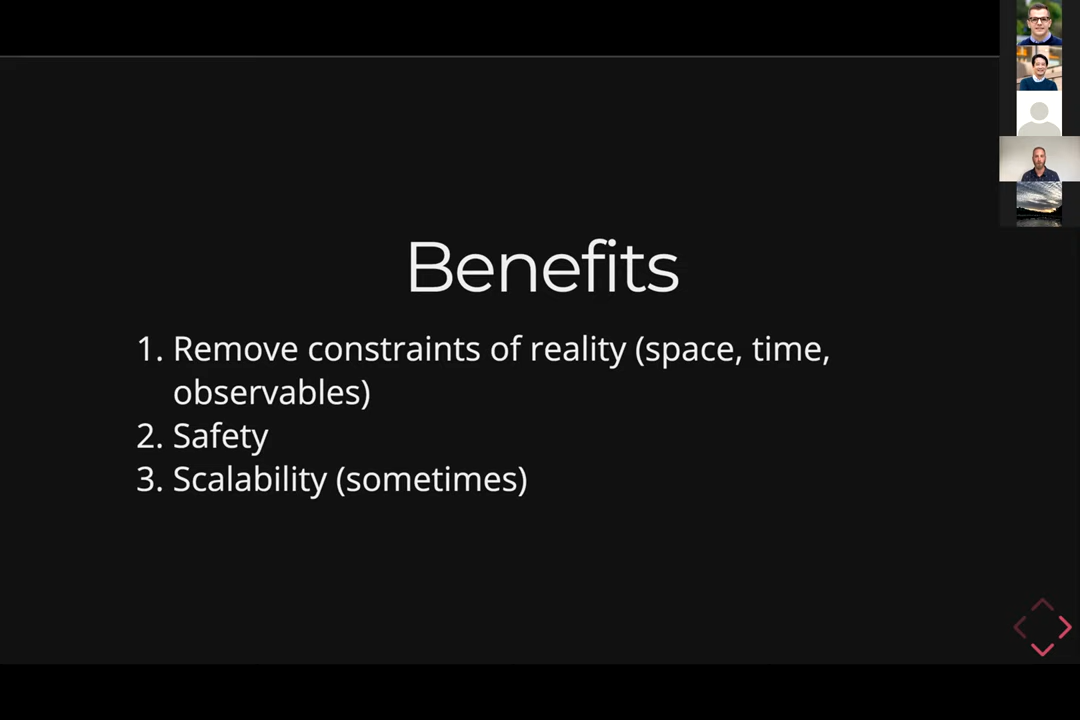 Benefits
1. Remove constraints of reality (space, time,
observables)
2. Safety
3. Scalability (sometimes)